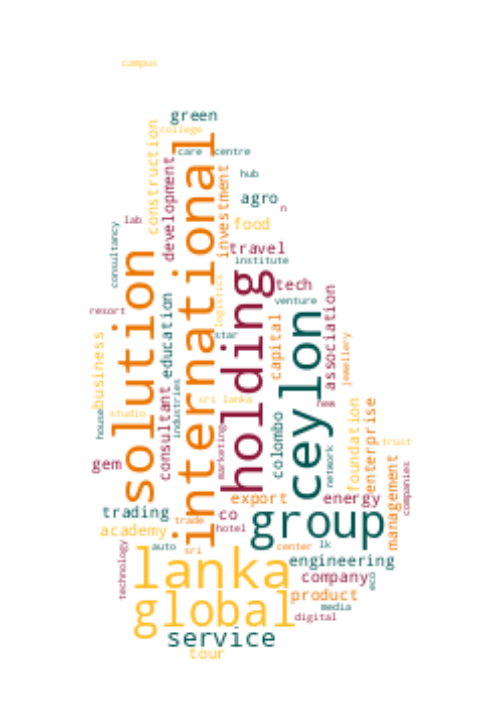 campus
green
college
construction
international
care
centre
development
investment
hub
agro
n
food
lab
consultancy
travel
institute
solution
holding
tech
venture
resort
education
logistics
star
capital
ceylon
association
jewellery
business
sri lanka
new
studio
house
industries
consultant
marketing
colombo
network
foundation
enterprise
trust
gem
management
companies
export
energy
trading
co
group
academy
trade
hotel
technology
auto
sri
center
lk
engineering
lanka
company
eco
global
product
media
digital
service
tour